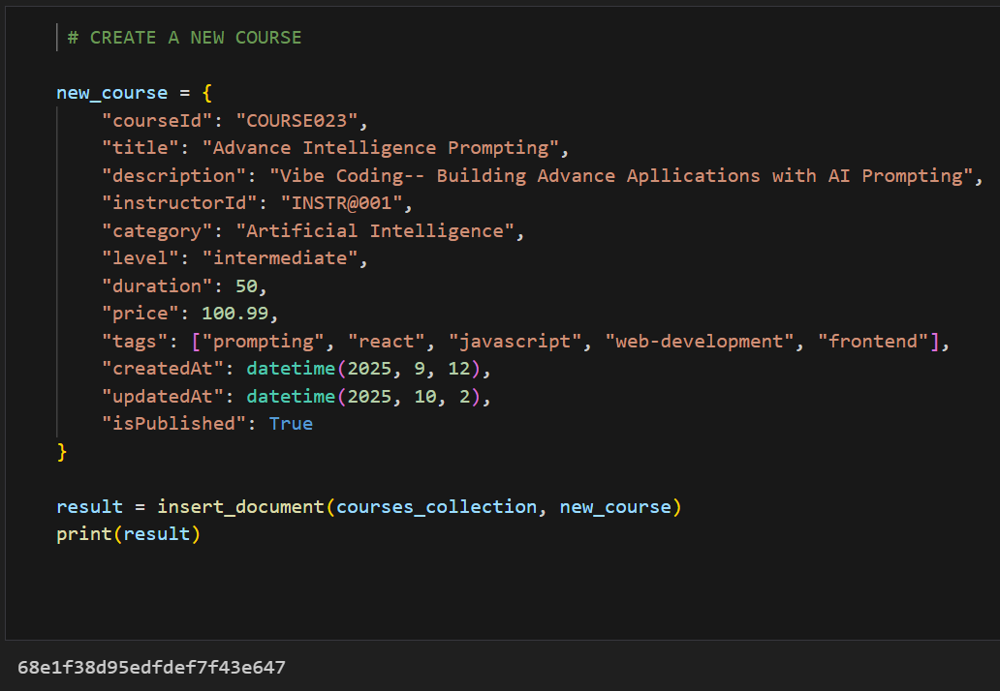 # CREATE A NEW COURSE
new_course = {
"courseId": "COURSE023",
"title": "Advance Intelligence Prompting",
"description": "Vibe Coding-- Building Advance Apllications with AI Prompting",
"instructorId": "INSTR@001",
"category": "Artificial Intelligence",
"level": "intermediate",
"duration": 50,
"price": 100.99,
"tags": ["prompting", "react", "javascript", "web-development", "frontend"],
"createdAt": datetime(2025, 9, 12),
"updatedAt": datetime(2025, 10, 2),
"isPublished": True
}
result = insert_document(courses_collection, new_course)
print(result)
68e1f38d95edfdef7f43e647